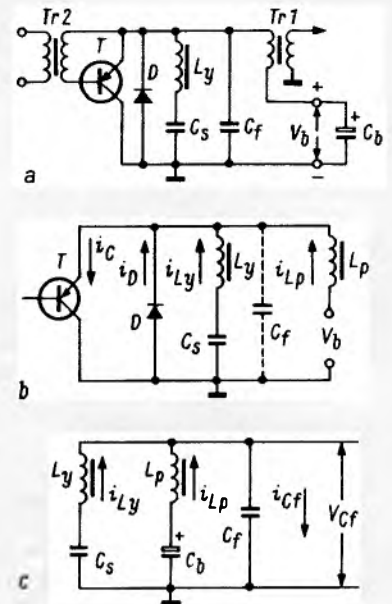 Tr2
Tr1
T
D
Ly
Cs
Cf
+
Vb
+
Cb
−
a
T
iC
iD
iLy
Ly
iLp
Lp
D
Cs
Cf
Vb
b
Ly
iLy
Lp
iLp
iCf
VCf
Cf
Cs
+
Cb
c